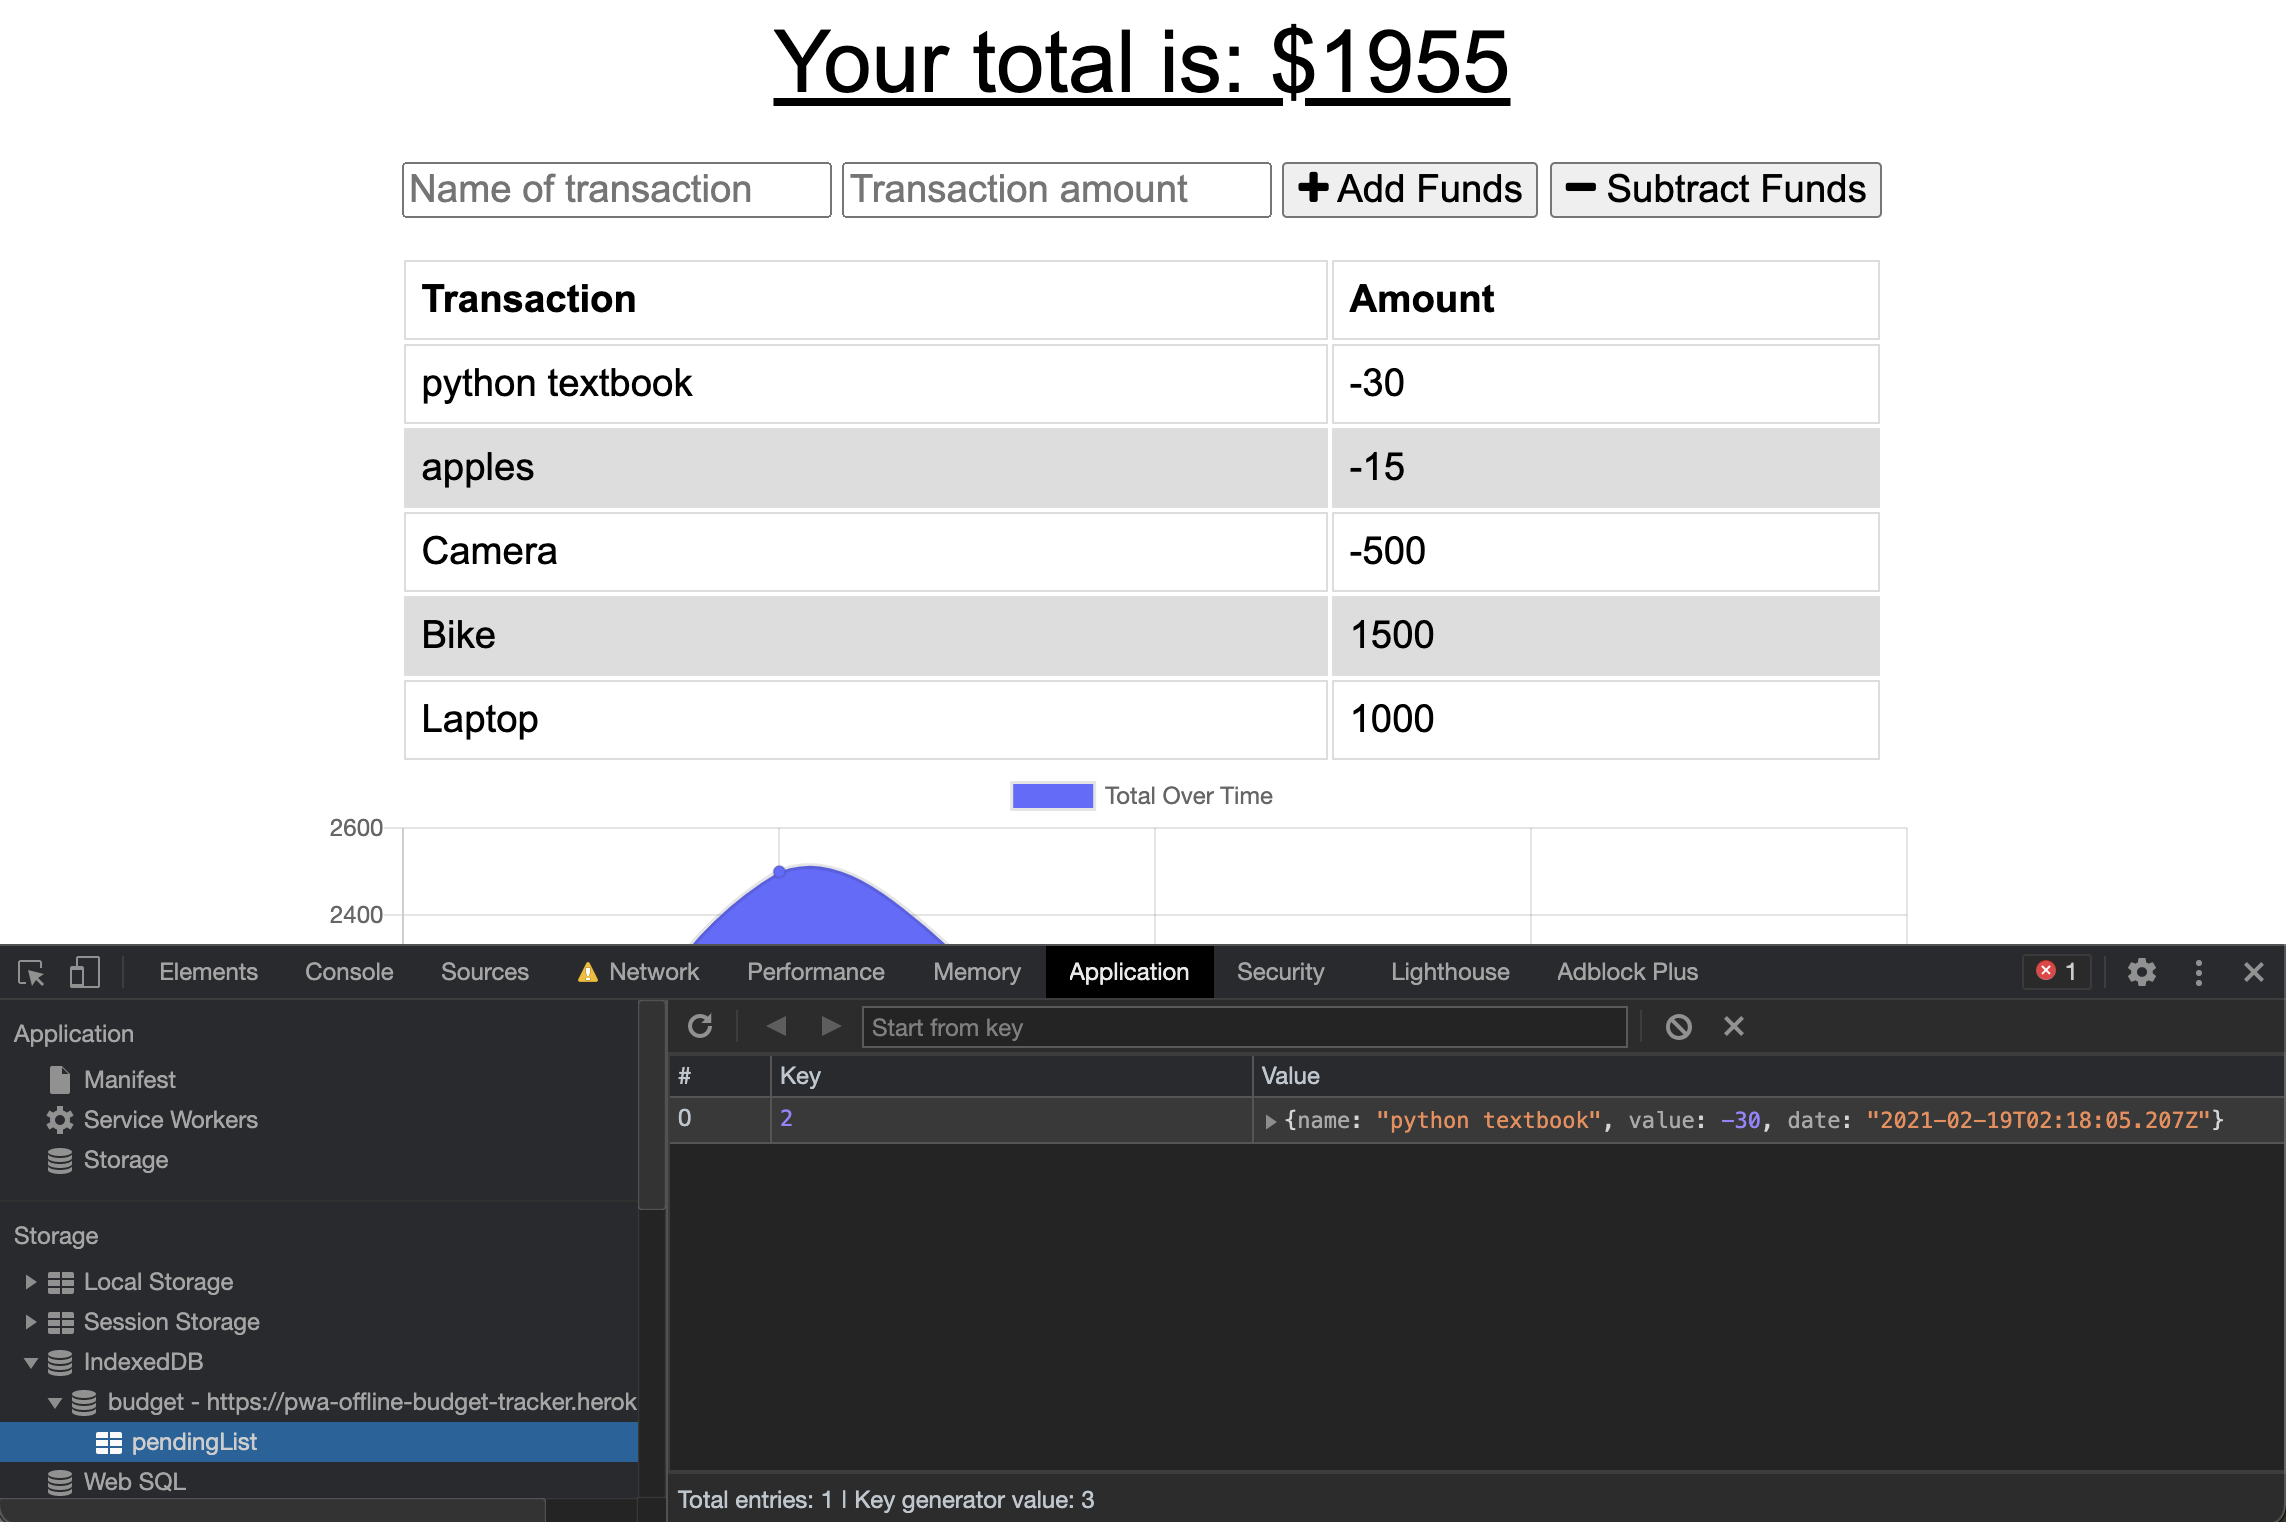 Your total is: $1955
Name of transaction Transaction amount Add Funds Subtract Funds
Transaction Amount
python textbook -30
apples -15
Camera -500
Bike 1500
Laptop 1000
Total Over Time
2600
2400
Elements Console Sources Network Performance Memory Application Security Lighthouse Adblock Plus 1
Application
Manifest
Service Workers
Storage
Storage
Local Storage
Session Storage
IndexedDB
budget - https://pwa-offline-budget-tracker.herok
pendingList
Web SQL
Start from key
# Key Value
0 2 {name: "python textbook", value: -30, date: "2021-02-19T02:18:05.207Z"}
Total entries: 1 | Key generator value: 3